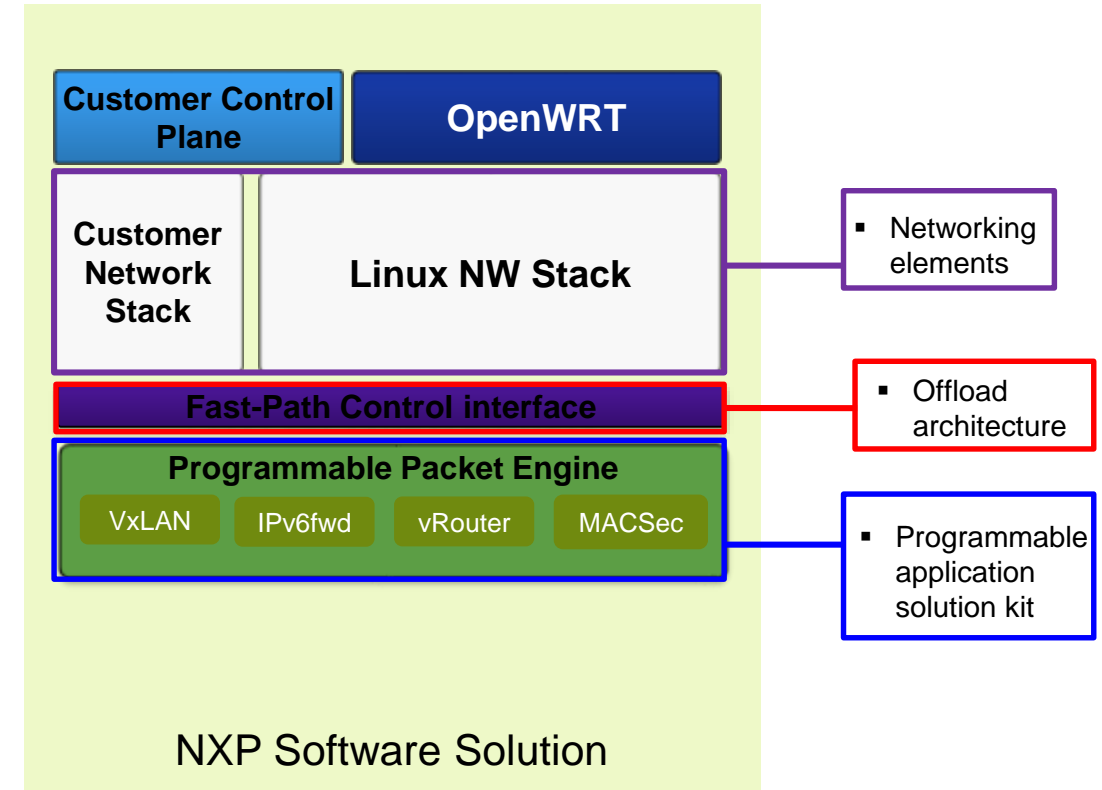 Customer Control
Plane
OpenWRT
Customer
Network
Stack
Linux NW Stack
▪ Networking
elements
Fast-Path Control interface
▪ Offload
architecture
Programmable Packet Engine
VxLAN
IPv6fwd
vRouter
MACSec
▪ Programmable
application
solution kit
NXP Software Solution